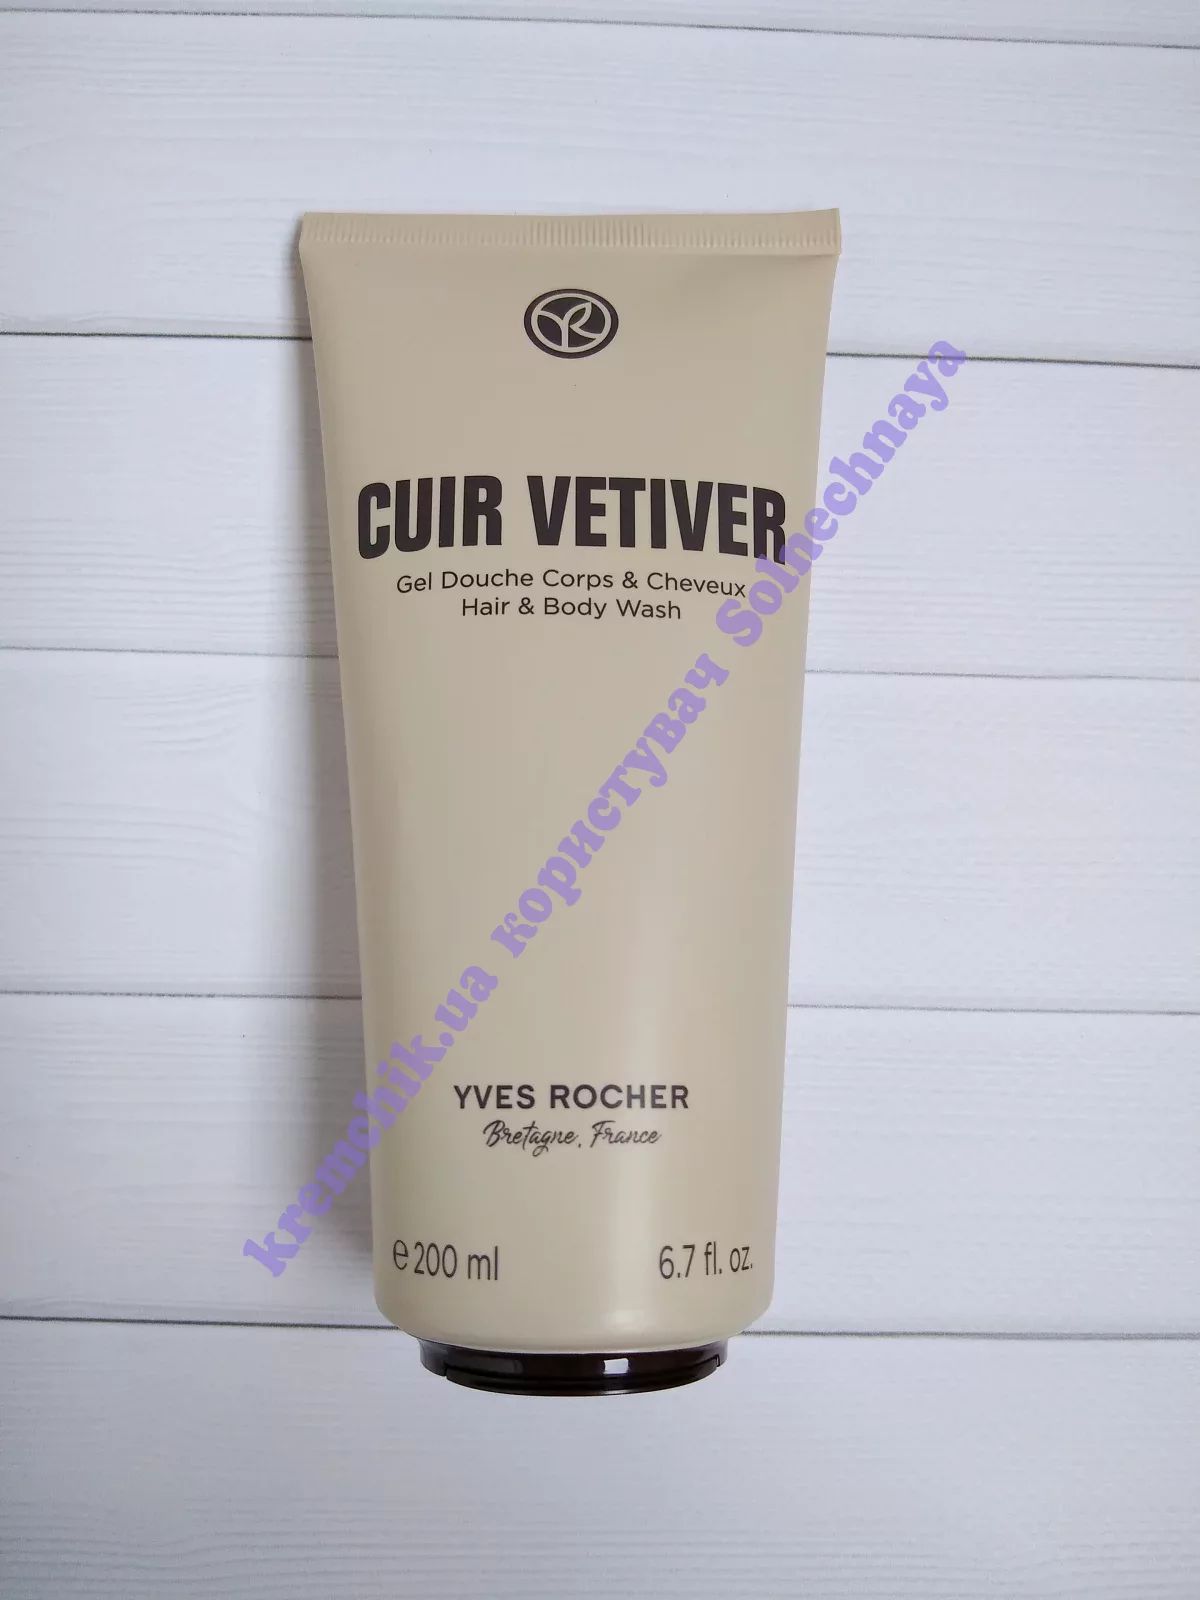 CUIR VETIVER
Gel Douche Corps & Cheveux
Hair & Body Wash
kremchik.ua користувач Solnechnaya
YVES ROCHER
Bretagne, France
e 200 ml
6.7 fl. oz.